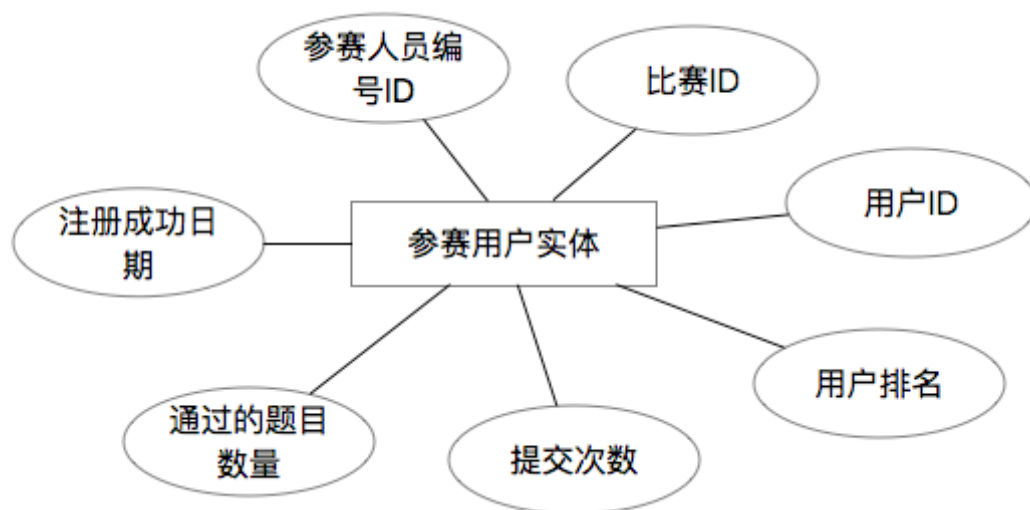 参赛人员编
号ID
比赛ID
用户ID
注册成功日
期
参赛用户实体
用户排名
通过的题目
数量
提交次数